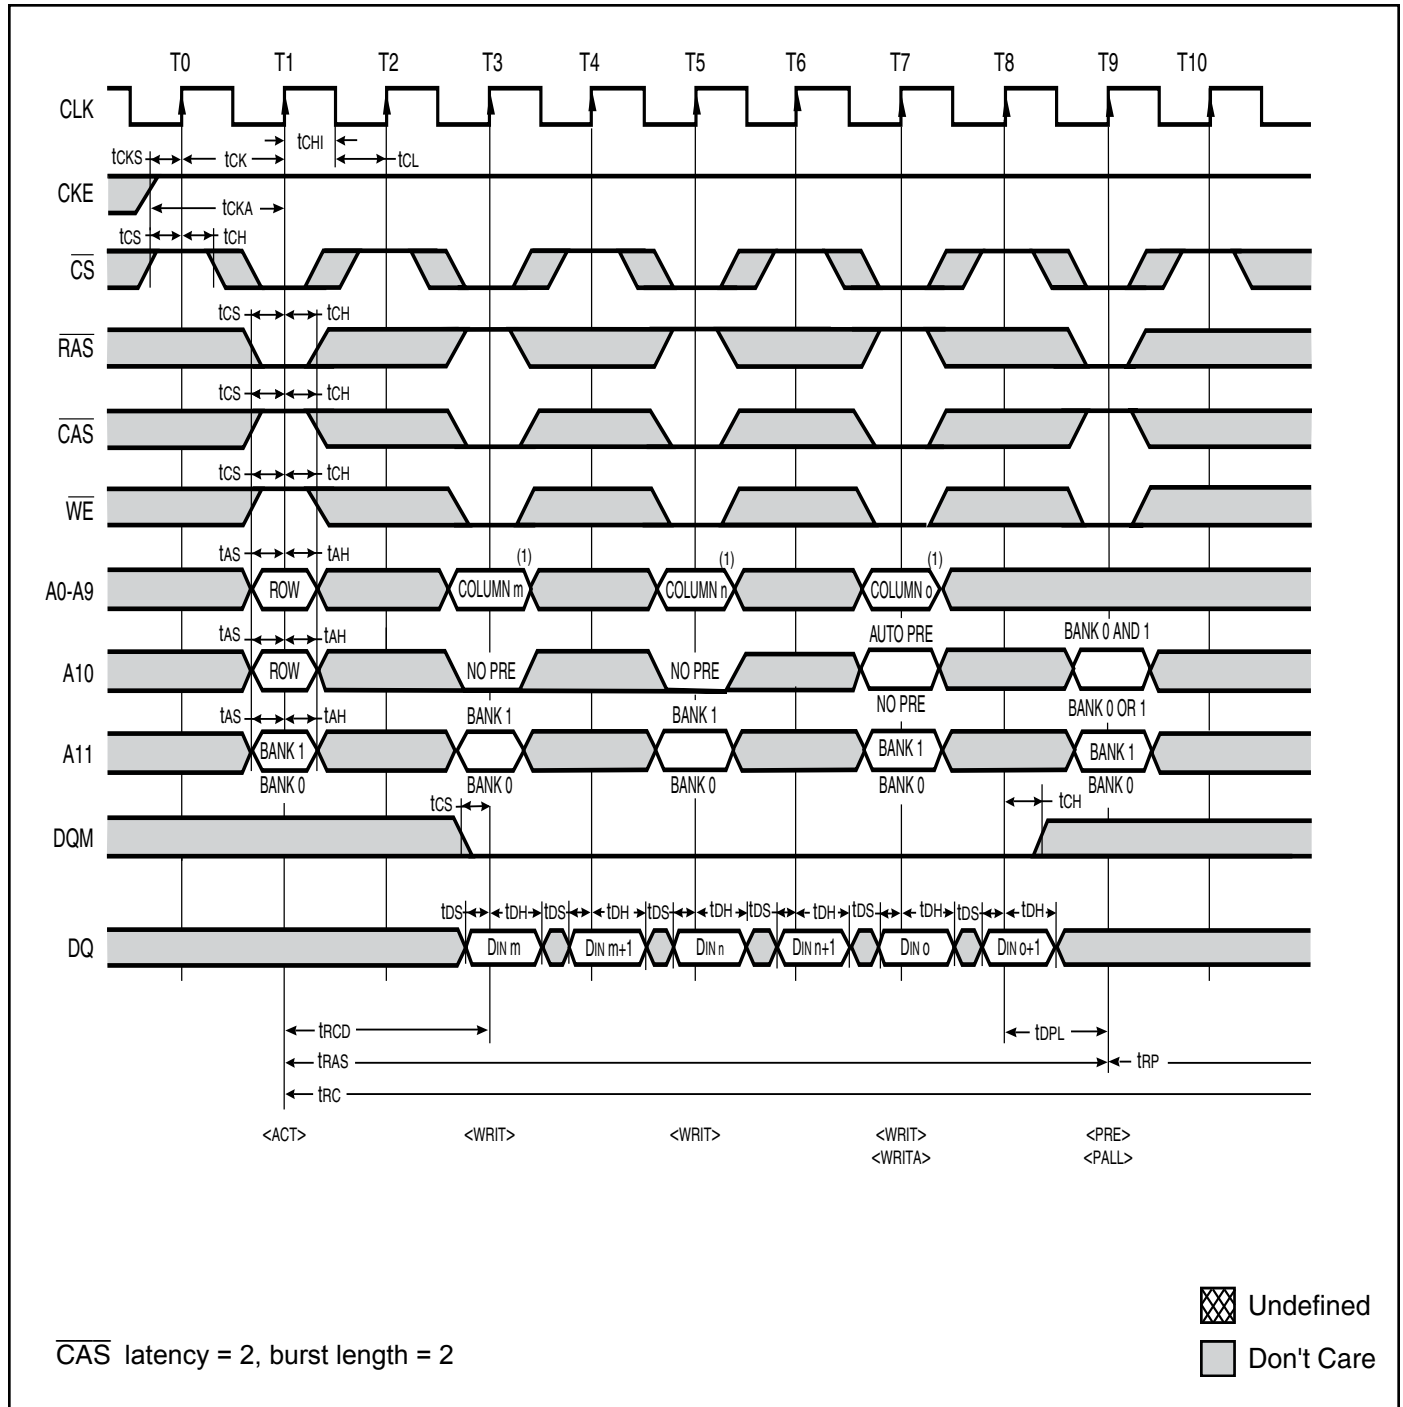 T0 T1 T2 T3 T4 T5 T6 T7 T8 T9 T10
CLK
tCHI
tCKS tCK tCL
CKE
tCKA
tCS tCH
CS
tCS tCH
RAS
tCS tCH
CAS
tCS tCH
WE
tAS tAH (1) (1) (1)
A0-A9 ROW COLUMN m COLUMN n COLUMN o
tAS tAH AUTO PRE BANK 0 AND 1
A10 ROW NO PRE NO PRE
NO PRE BANK 0 OR 1
tAS tAH BANK 1 BANK 1
A11 BANK 1 BANK 1 BANK 1
BANK 0 BANK 0 BANK 0 BANK 0 BANK 0
tCS tCH
DQM
tDS tDH tDS tDH tDS tDH tDS tDH tDS tDH tDS tDH
DQ DIN m DIN m+1 DIN n DIN n+1 DIN o DIN o+1
tRCD tDPL
tRAS tRP
tRC
<ACT> <WRIT> <WRIT> <WRIT> <PRE>
<WRITA> <PALL>
Undefined
CAS latency = 2, burst length = 2
Don't Care